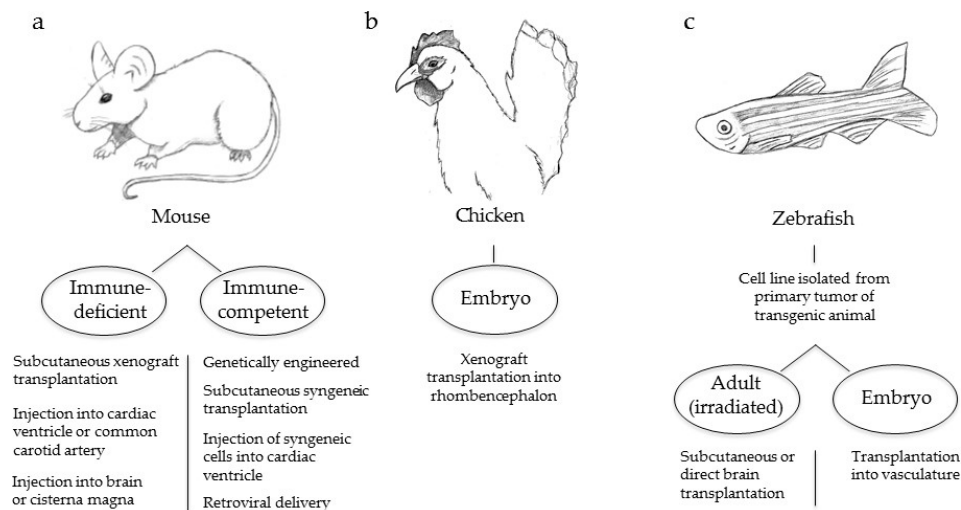 a
Mouse
Immune-
deficient
Immune-
competent
Subcutaneous xenograft
transplantation
Injection into cardiac
ventricle or common
carotid artery
Injection into brain
or cisterna magna
Genetically engineered
Subcutaneous syngeneic
transplantation
Injection of syngeneic
cells into cardiac
ventricle
Retroviral delivery
b
Chicken
Embryo
Xenograft
transplantation into
rhombencephalon
c
Zebrafish
Cell line isolated from
primary tumor of
transgenic animal
Adult
(irradiated)
Embryo
Subcutaneous or
direct brain
transplantation
Transplantation
into vasculature